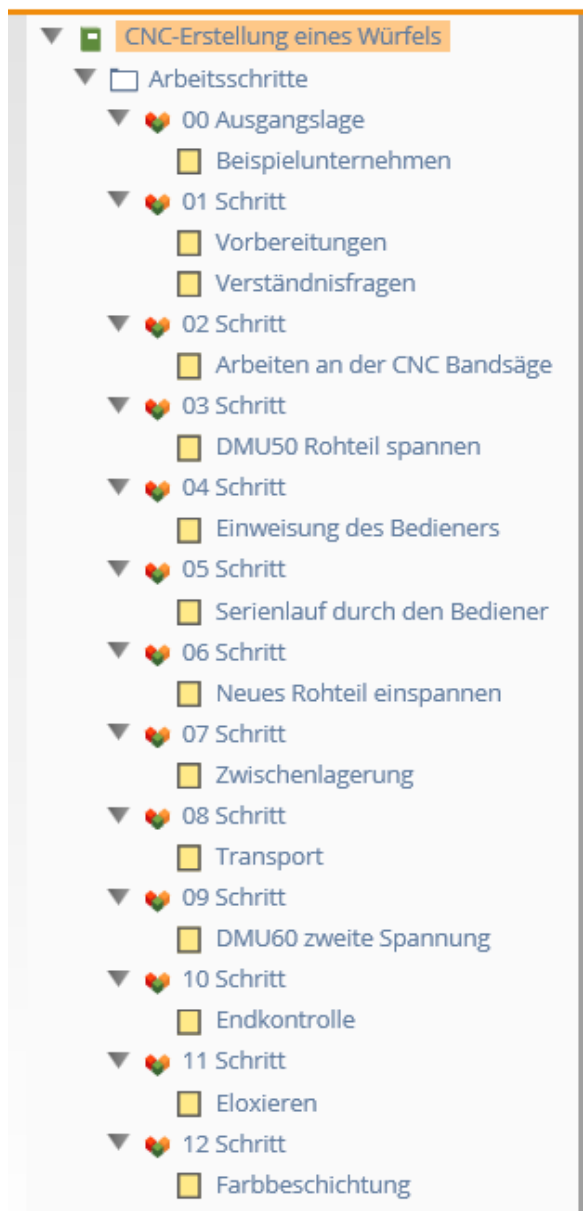 CNC-Erstellung eines Würfels
Arbeitsschritte
00 Ausgangslage
Beispielunternehmen
01 Schritt
Vorbereitungen
Verständnisfragen
02 Schritt
Arbeiten an der CNC Bandsäge
03 Schritt
DMU50 Rohteil spannen
04 Schritt
Einweisung des Bedieners
05 Schritt
Serienlauf durch den Bediener
06 Schritt
Neues Rohteil einspannen
07 Schritt
Zwischenlagerung
08 Schritt
Transport
09 Schritt
DMU60 zweite Spannung
10 Schritt
Endkontrolle
11 Schritt
Eloxieren
12 Schritt
Farbbeschichtung